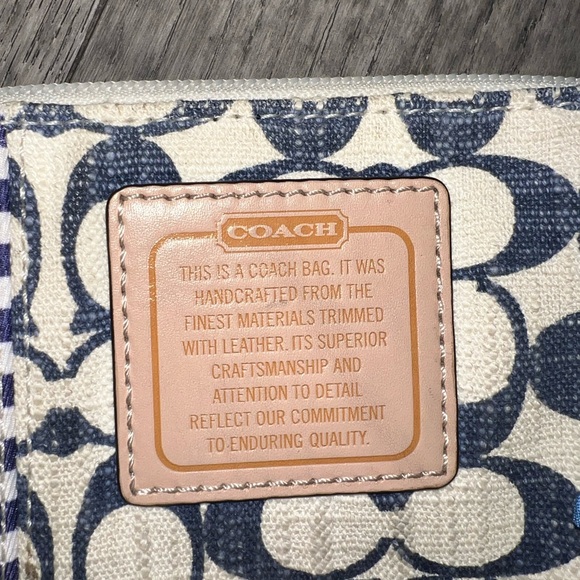 COACH
THIS IS A COACH BAG. IT WAS
HANDCRAFTED FROM THE
FINEST MATERIALS TRIMMED
WITH LEATHER. ITS SUPERIOR
CRAFTSMANSHIP AND
ATTENTION TO DETAIL
REFLECT OUR COMMITMENT
TO ENDURING QUALITY.